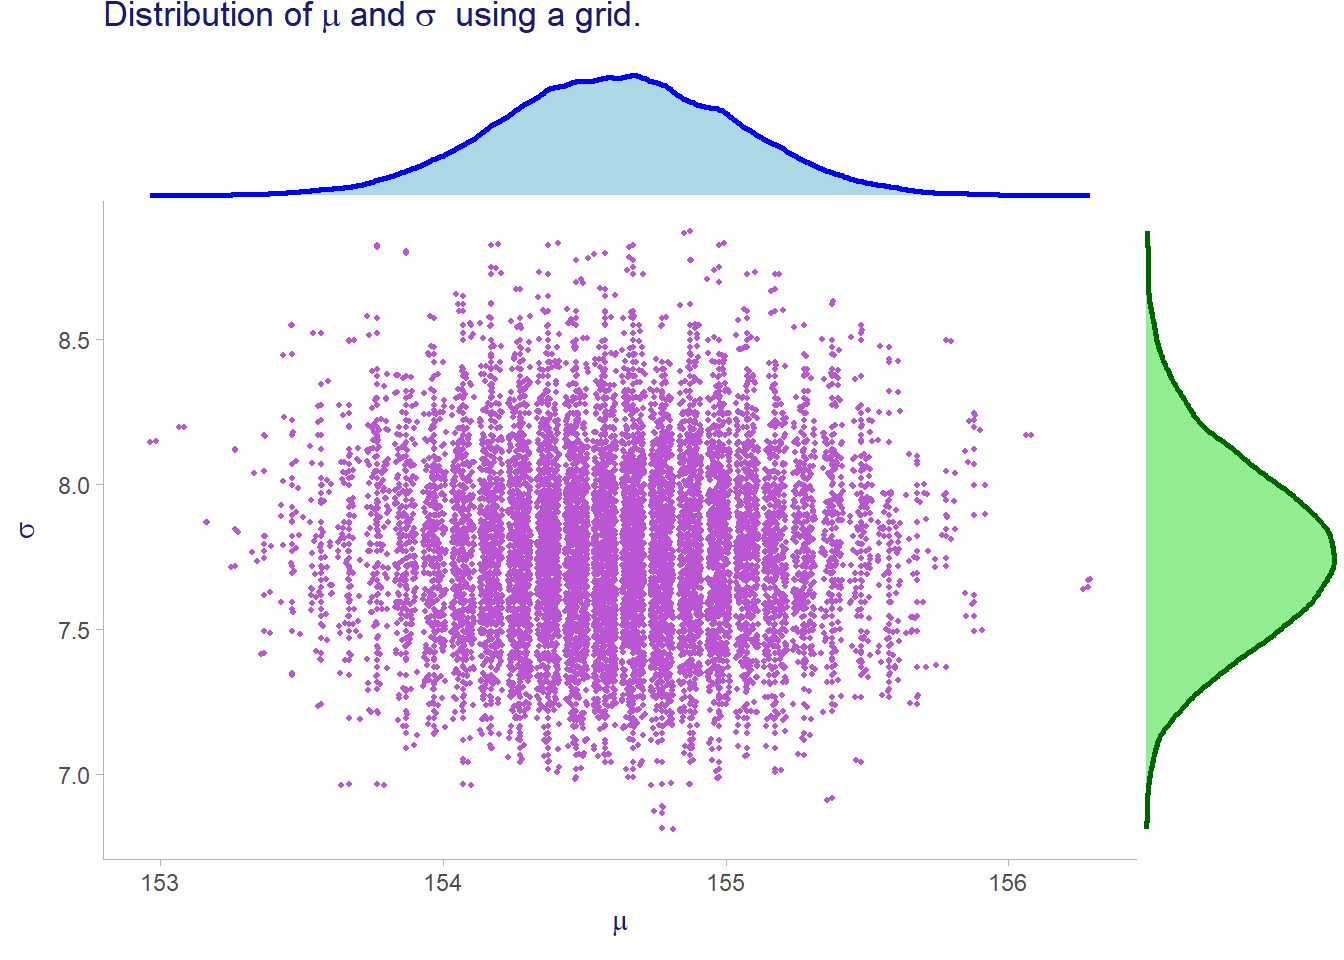 Distribution of μ and σ  using a grid.
8.5
8.0
7.5
7.0
σ
153 154 155 156
μ